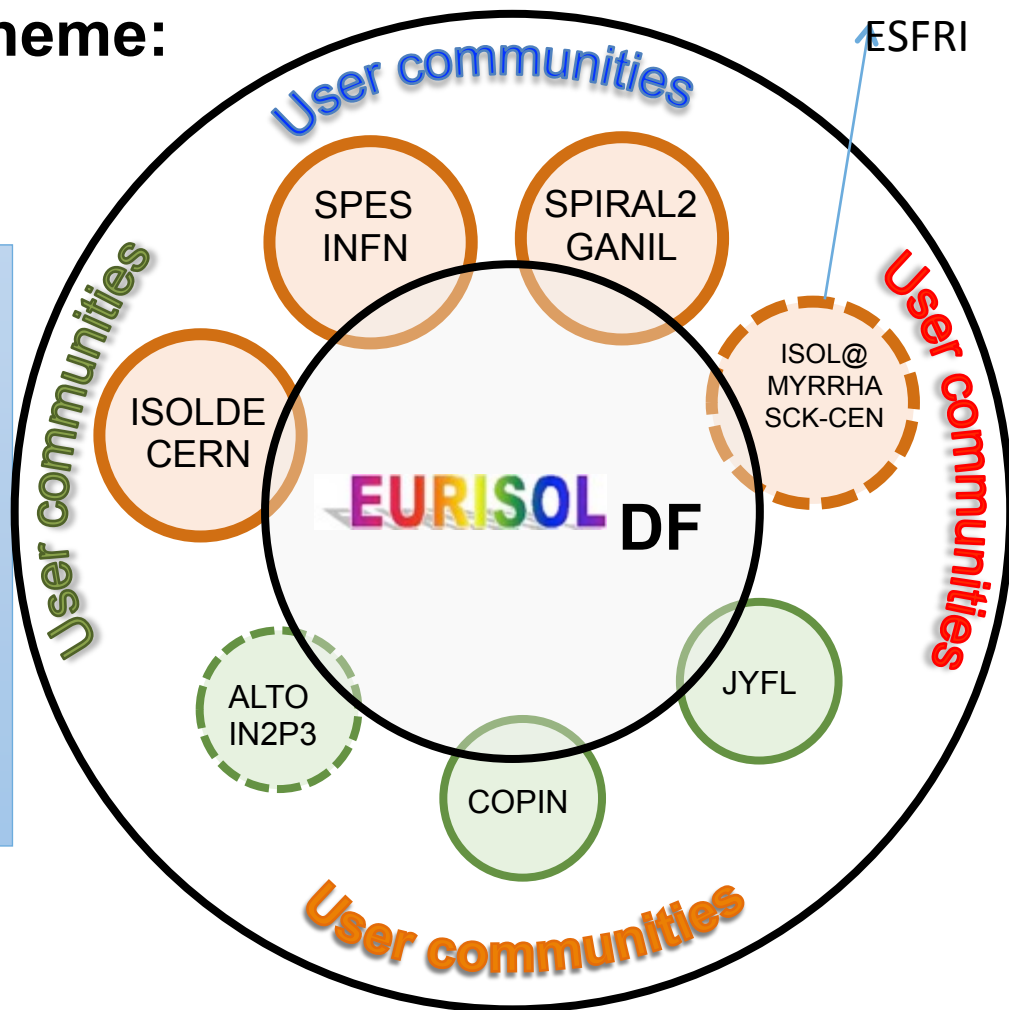 heme:
ESFRI
User communities
SPES
INFN
SPIRAL2
GANIL
User communities
User communities
ISOLDE
CERN
ISOL@
MYRRHA
SCK-CEN
EURISOL DF
ALTO
IN2P3
JYFL
COPIN
User communities